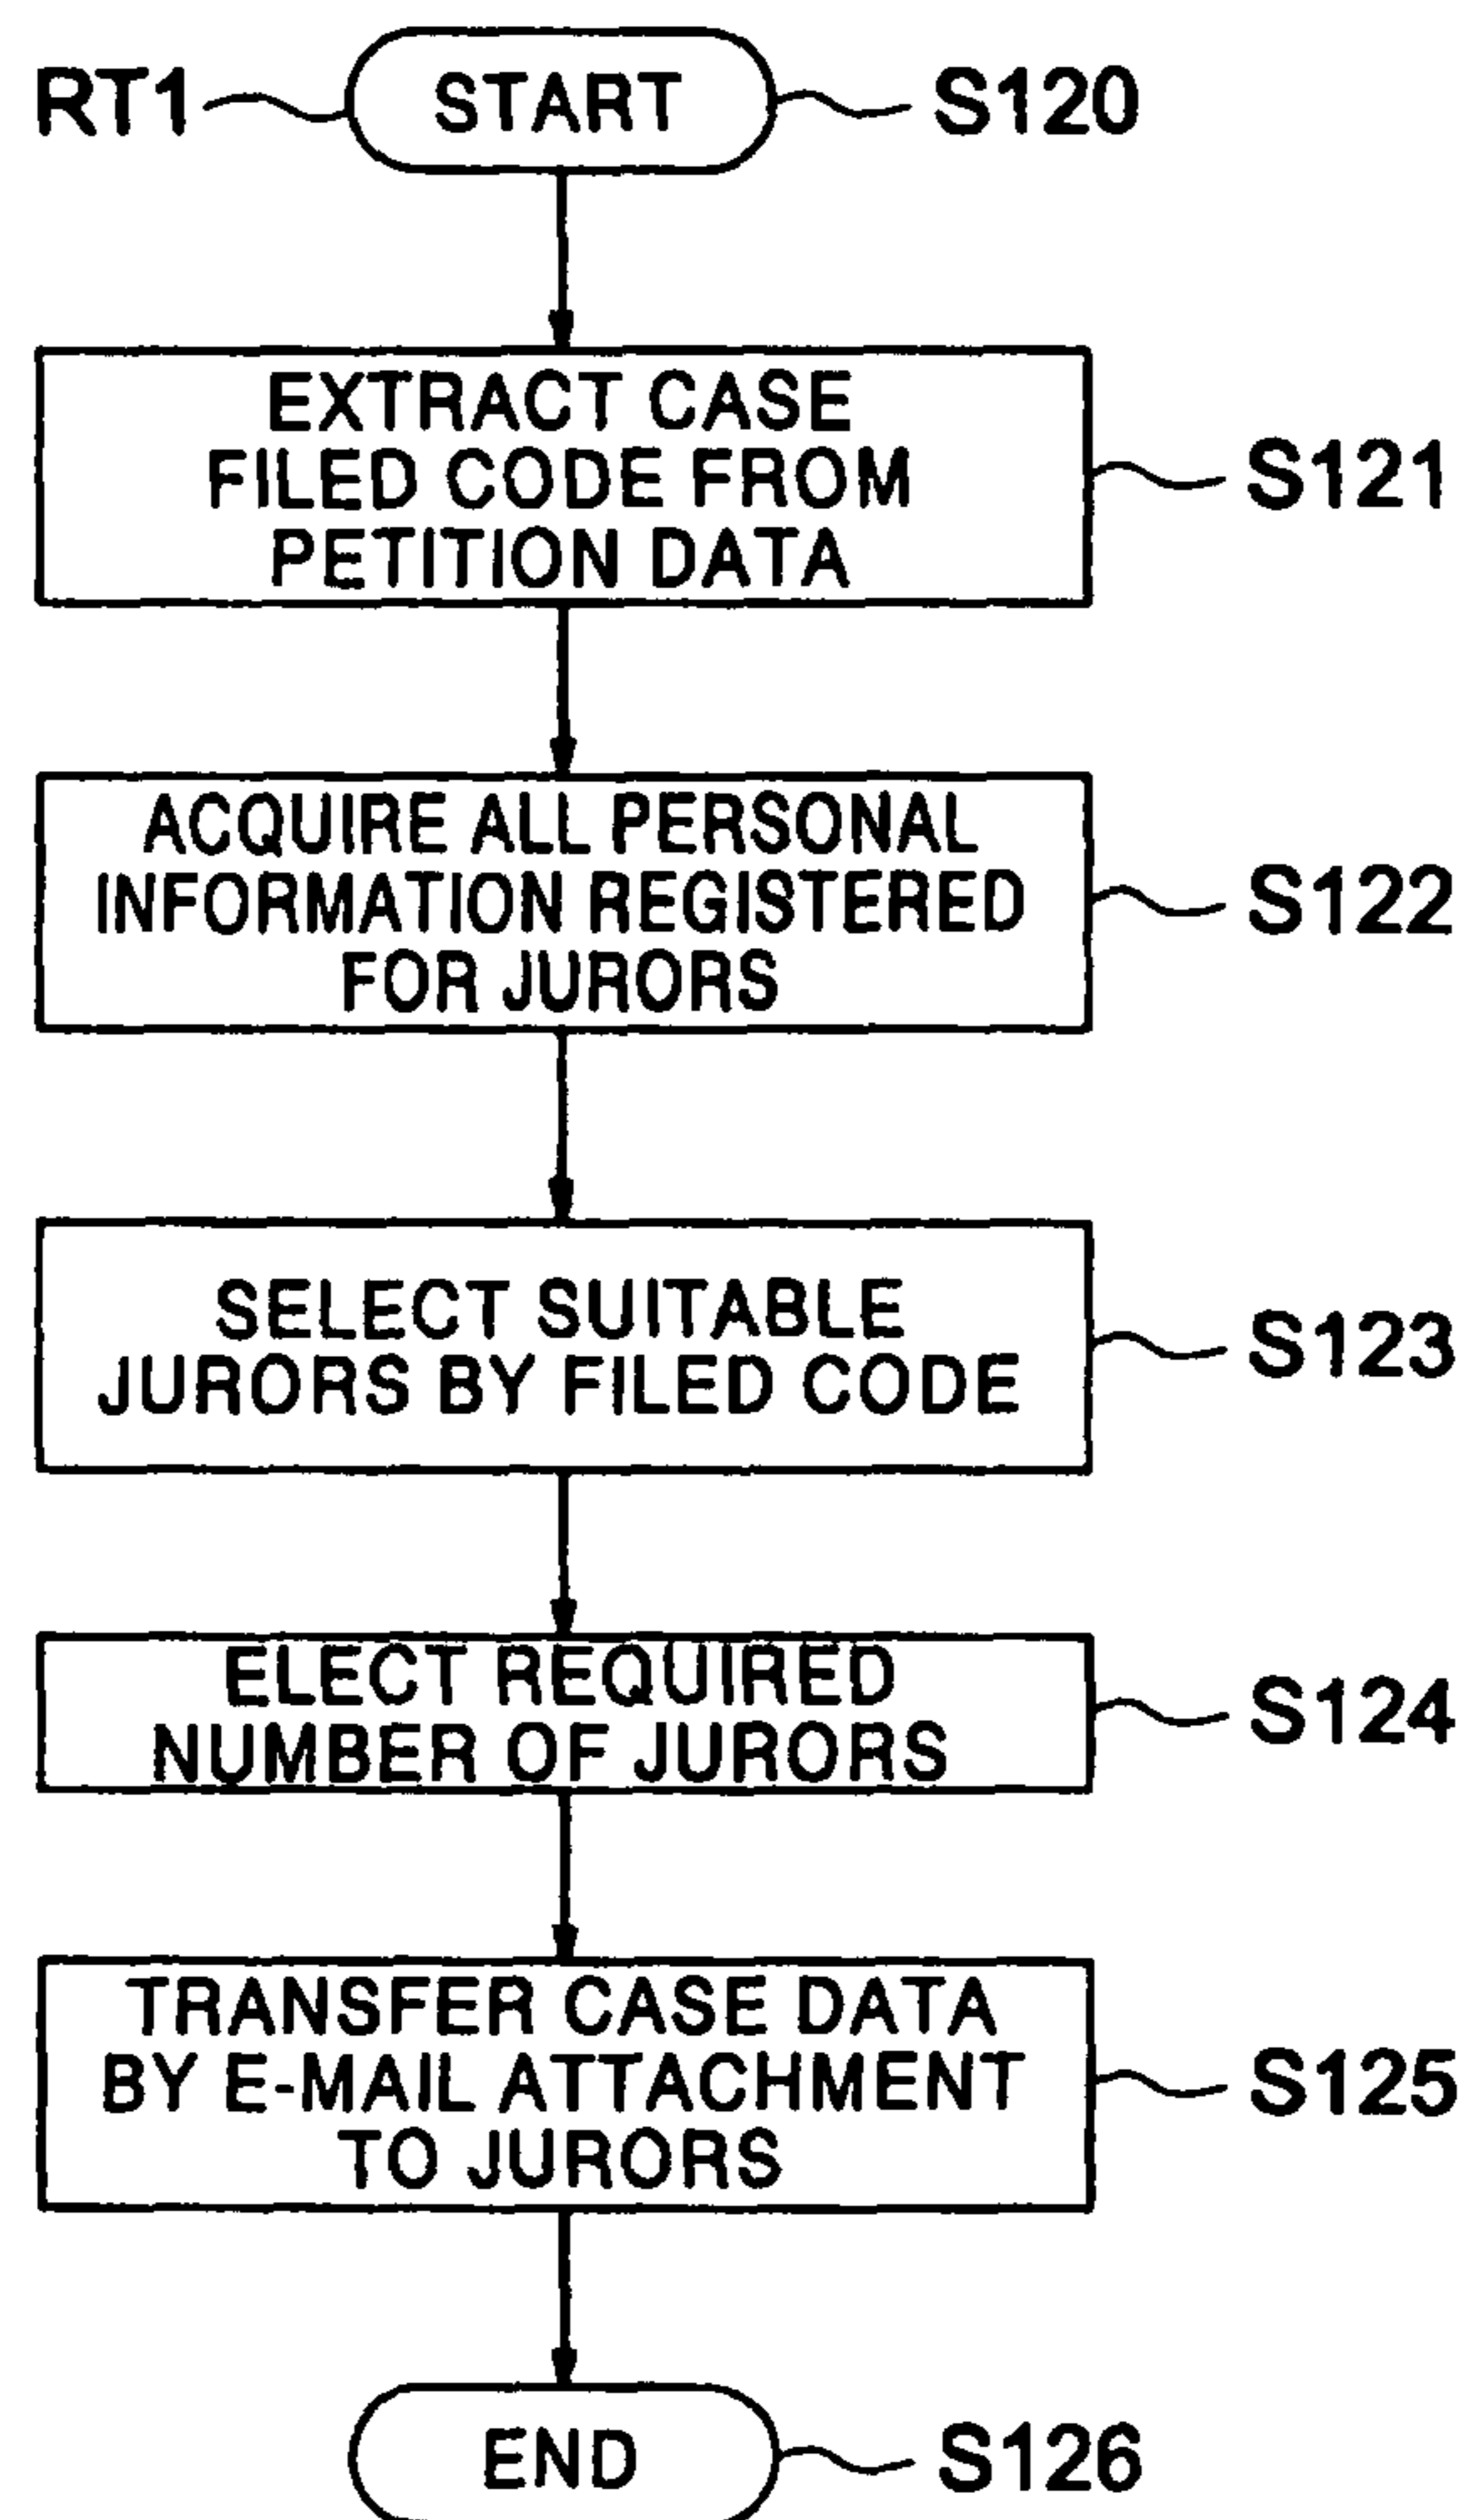 RT1 START S120
EXTRACT CASE
FILED CODE FROM
PETITION DATA
S121
ACQUIRE ALL PERSONAL
INFORMATION REGISTERED
FOR JURORS
S122
SELECT SUITABLE
JURORS BY FILED CODE
S123
ELECT REQUIRED
NUMBER OF JURORS
S124
TRANSFER CASE DATA
BY E-MAIL ATTACHMENT
TO JURORS
S125
END S126